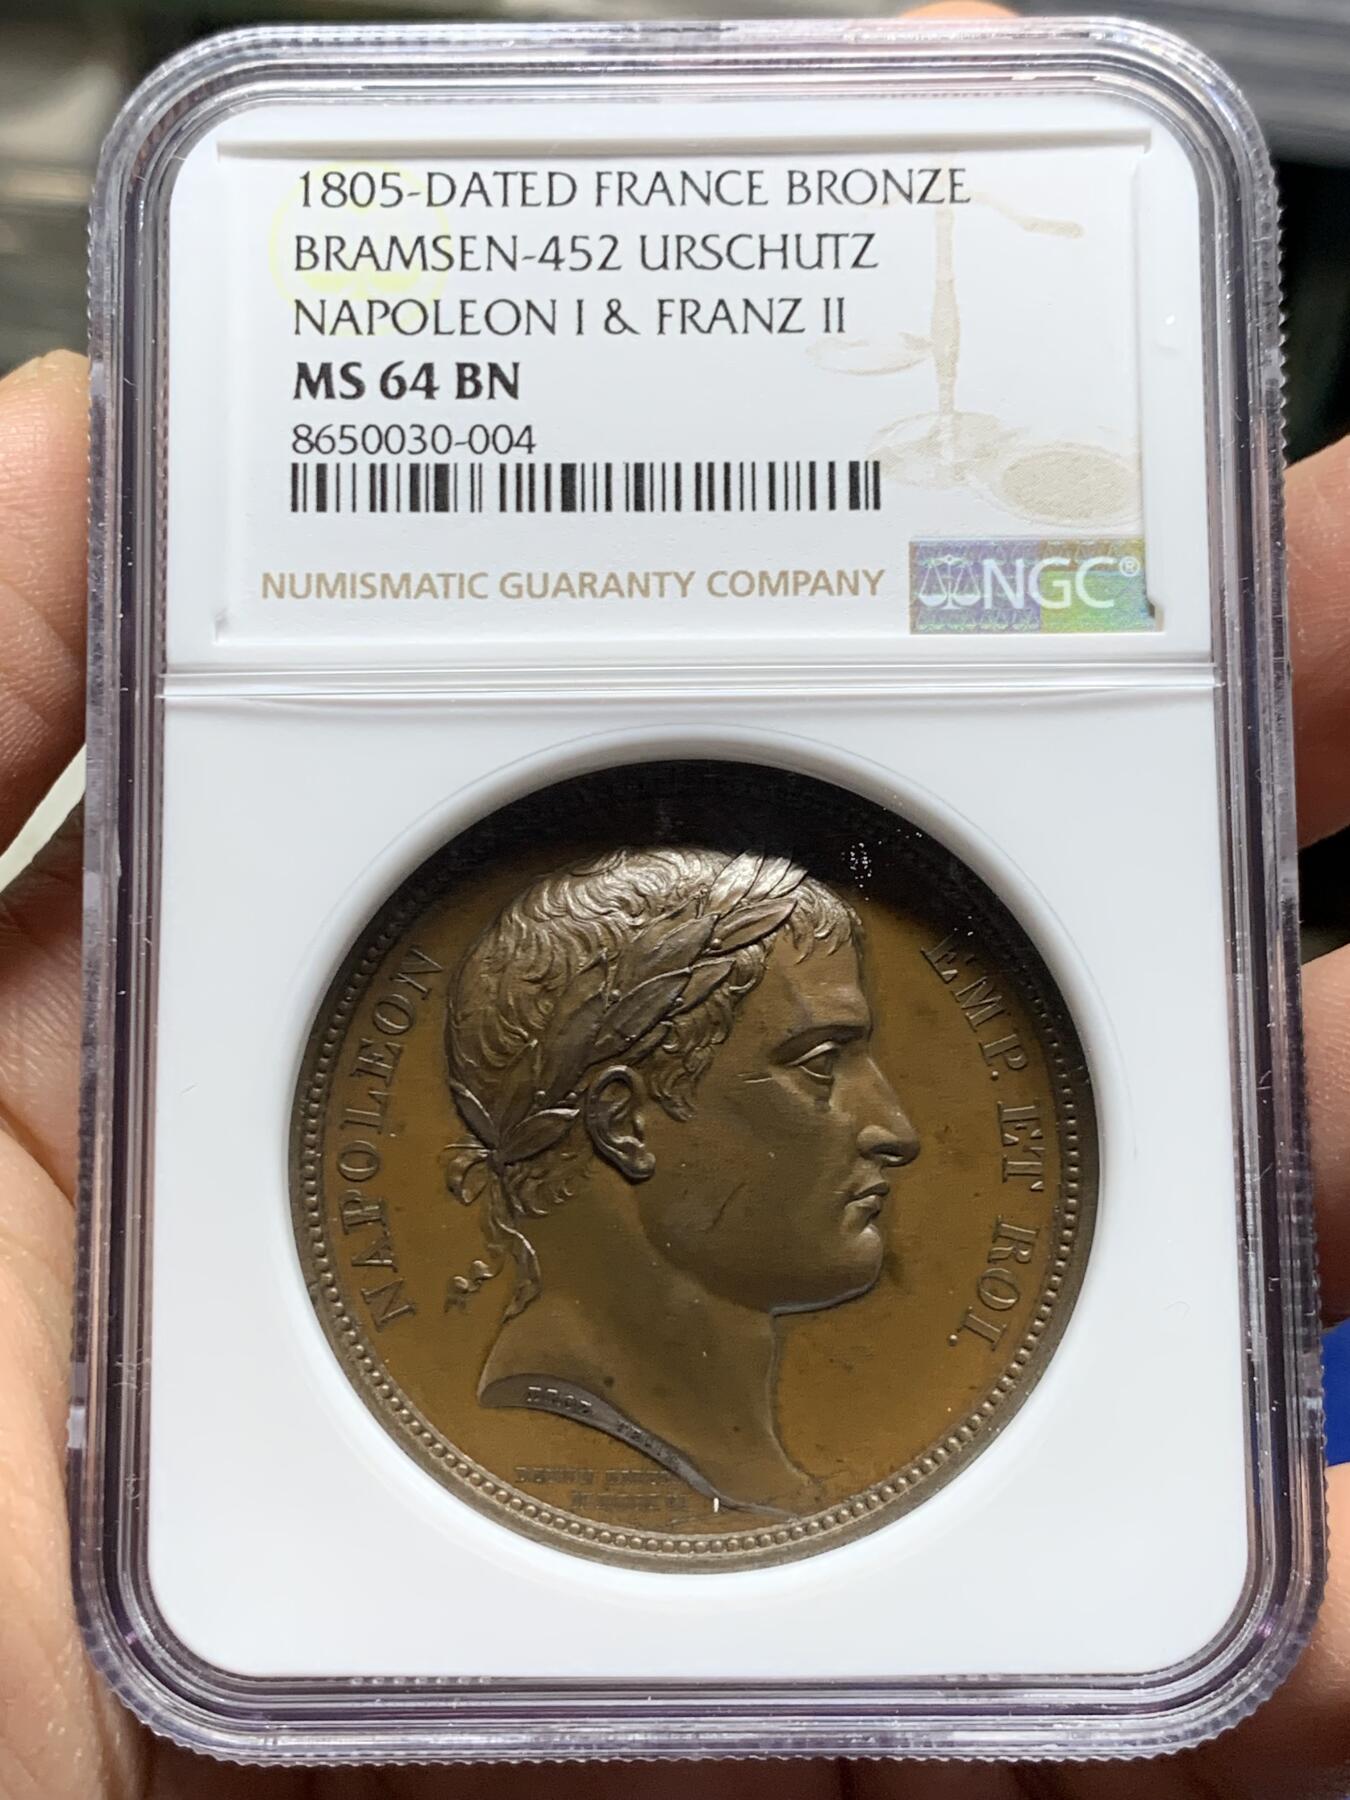 1805-DATED FRANCE BRONZE
BRAMSEN-452 URSCHUTZ
NAPOLEON I & FRANZ II
MS 64 BN
8650030-004
NUMISMATIC GUARANTY COMPANY
NGC®
NAPOLEON
EMP. ET ROI.